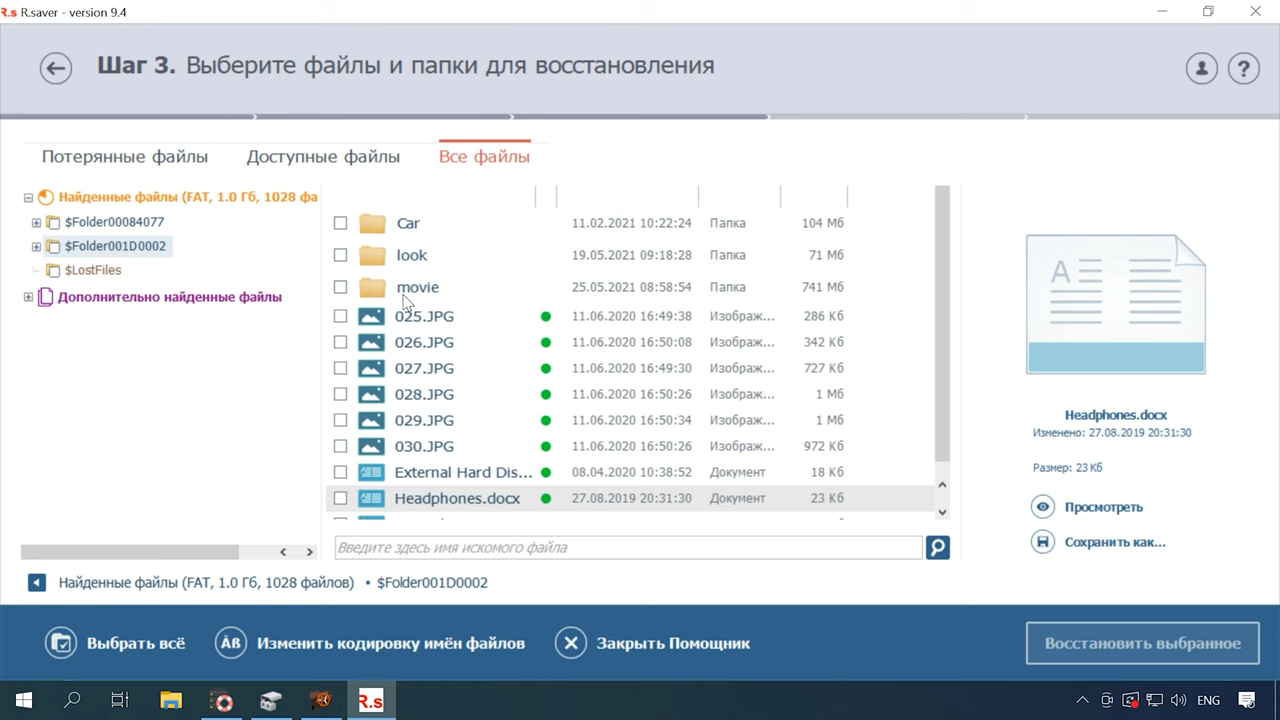 R.s R.saver - version 9.4
Шаг 3. Выберите файлы и папки для восстановления
?
Потерянные файлы Доступные файлы Все файлы
Найденные файлы (FAT, 1.0 Гб, 1028 фа
$Folder00084077
$Folder001D0002
$LostFiles
Дополнительно найденные файлы
Car 11.02.2021 10:22:24 Папка 104 Мб
look 19.05.2021 09:18:28 Папка 71 Мб
movie 25.05.2021 08:58:54 Папка 741 Мб
025.JPG 11.06.2020 16:49:38 Изображ... 286 Кб
026.JPG 11.06.2020 16:50:08 Изображ... 342 Кб
027.JPG 11.06.2020 16:49:30 Изображ... 727 Кб
028.JPG 11.06.2020 16:50:26 Изображ... 1 Мб
029.JPG 11.06.2020 16:50:34 Изображ... 1 Мб
030.JPG 11.06.2020 16:50:26 Изображ... 972 Кб
External Hard Dis... 08.04.2020 10:38:52 Документ 18 Кб
Headphones.docx 27.08.2019 20:31:30 Документ 23 Кб
A
Headphones.docx
Изменено: 27.08.2019 20:31:30
Размер: 23 Кб
Просмотреть
Сохранить как...
Введите здесь имя искомого файла
Найденные файлы (FAT, 1.0 Гб, 1028 файлов) • $Folder001D0002
Выбрать всё Äß Изменить кодировку имён файлов Закрыть Помощник Восстановить выбранное
R.s ENG